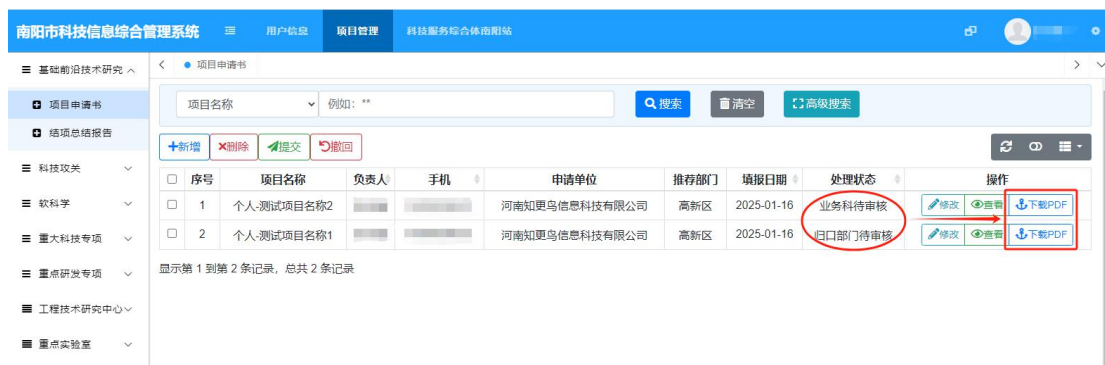 南阳市科技信息综合管理系统 用户信息 项目管理 科技服务综合体南阳站
基础前沿技术研究 项目申请书
项目申请书 项目名称 例如: ** 搜索 清空 高级搜索
结项总结报告
新增 删除 提交 撤回
科技攻关
序号 项目名称 负责人 手机 申请单位 推荐部门 填报日期 处理状态 操作
软科学
1 个人-测试项目名称2 河南知更鸟信息科技有限公司 高新区 2025-01-16 业务科待审核 修改 查看 下载PDF
重大科技专项
2 个人-测试项目名称1 河南知更鸟信息科技有限公司 高新区 2025-01-16 归口部门待审核 修改 查看 下载PDF
重点研发专项
显示第 1 到第 2 条记录，总共 2 条记录
工程技术研究中心
重点实验室